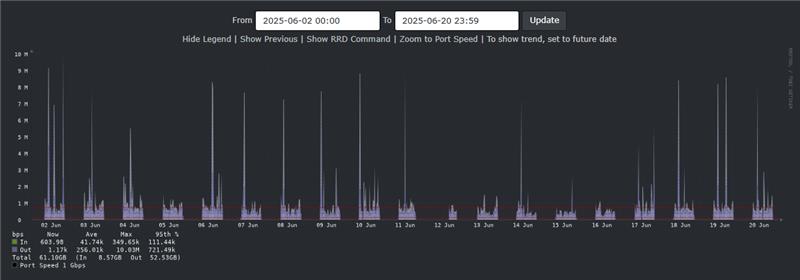 From 2025-06-02 00:00 To 2025-06-20 23:59 Update
Hide Legend | Show Previous | Show RRD Command | Zoom to Port Speed | To show trend, set to future date
10 M
9 M
8 M
7 M
6 M
5 M
4 M
3 M
2 M
1 M
0
02 Jun 03 Jun 04 Jun 05 Jun 06 Jun 07 Jun 08 Jun 09 Jun 10 Jun 11 Jun 12 Jun 13 Jun 14 Jun 15 Jun 16 Jun 17 Jun 18 Jun 19 Jun 20 Jun
bps Now Ave Max 95th %
In 603.98 41.74k 349.65k 111.44k
Out 1.17k 256.01k 10.03M 721.49k
Total 61.10GB (In 8.57GB Out 52.53GB)
Port Speed 1 Gbps
RRDTOOL / TOBI OETIKER